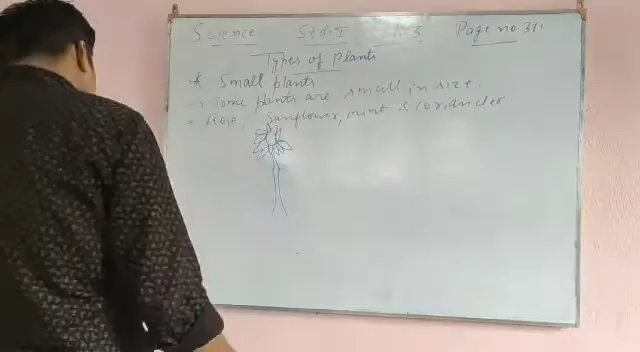 Science Std-I Ch-3 Page no 311
Types of Plants
* Small plants
→ Some plants are small in size.
* Rose, Sunflower, mint & coriander